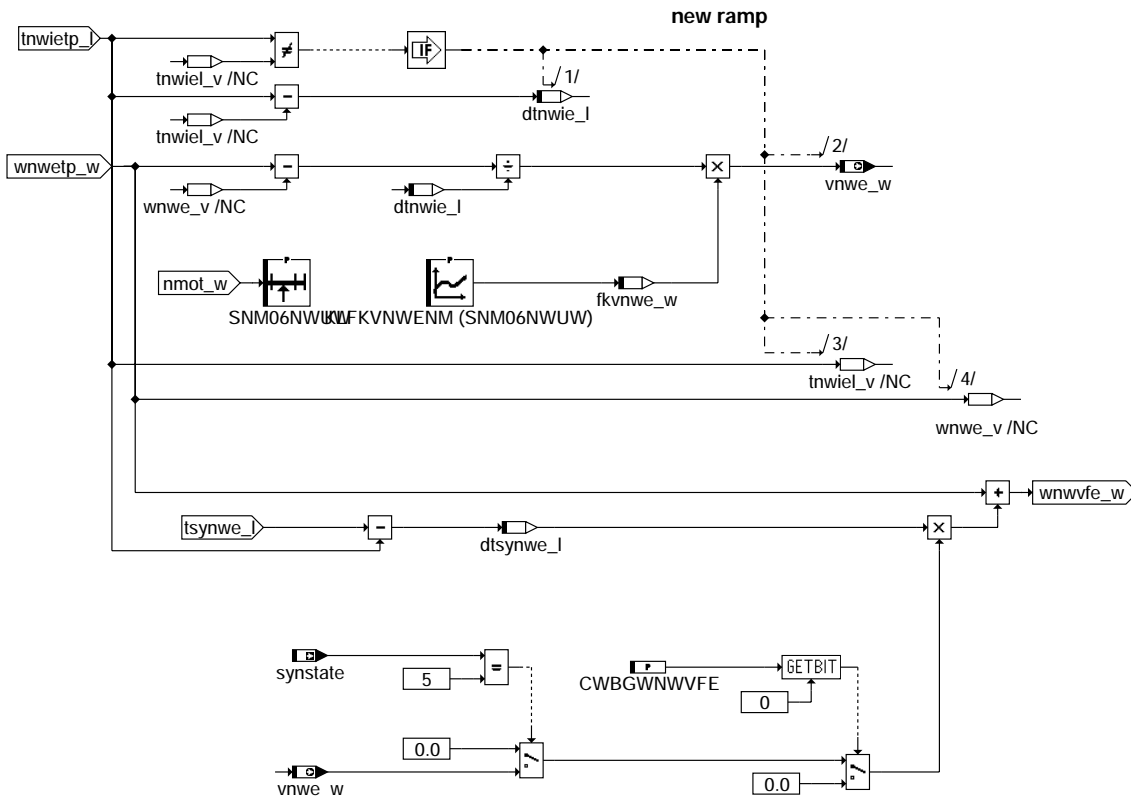 new ramp
tnwietp_l
≠
IF
tnwiel_v /NC
/1/
-
dtnwie_l
tnwiel_v /NC
/2/
wnwetp_w
-
÷
×
vnwe_w
wnwe_v /NC
dtnwie_l
P
P
nmot_w
fkvnwe_w
SNM06NWUW
KLFKVNWENM (SNM06NWUW)
/3/
tnwiel_v /NC
/4/
wnwe_v /NC
+
wnwvfe_w
tsynwe_l
-
×
dtsynwe_l
synstate
=
P
GETBIT
5
CWBGWNWVFE
0
0.0
vnwe_w
0.0